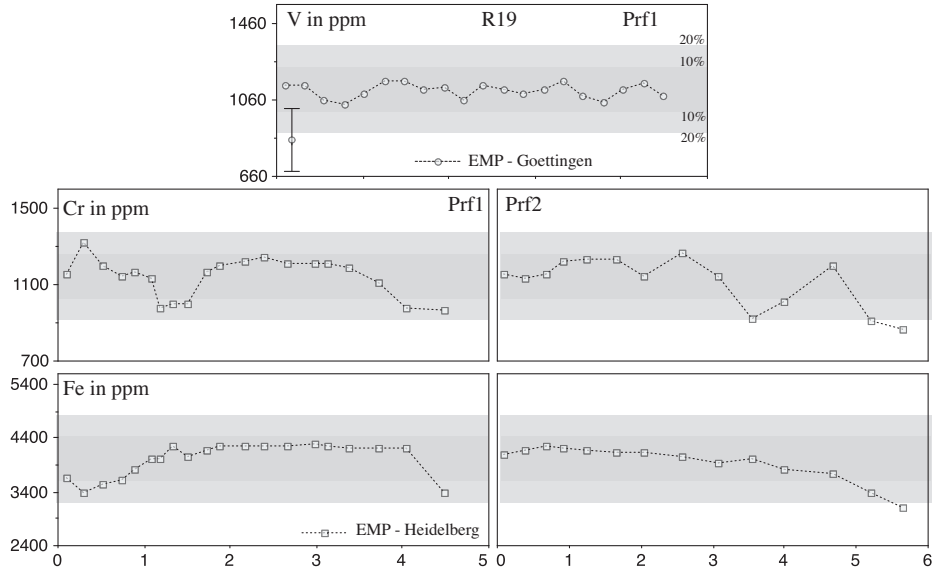 1460
V in ppm R19 Prf1
20%
10%
1060
10%
20%
EMP - Goettingen
660
1500
Cr in ppm Prf1 Prf2
1100
700
5400
Fe in ppm
4400
3400
EMP - Heidelberg
2400
0 1 2 3 4 5 0 1 2 3 4 5 6